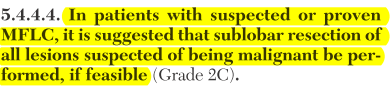 5.4.4.4. In patients with suspected or proven
MFLC, it is suggested that sublobar resection of
all lesions suspected of being malignant be per-
formed, if feasible (Grade 2C).